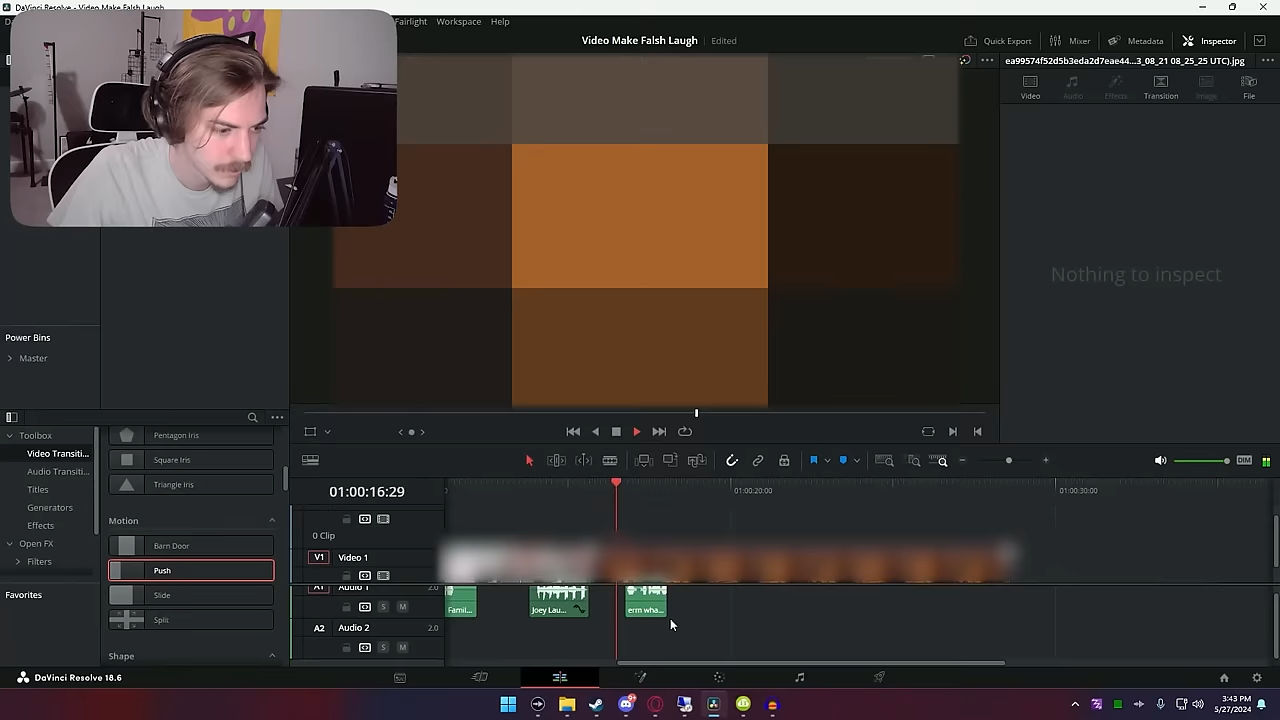 DaVinci Resolve - Video Make Falsh Laugh
Fairlight Workspace Help
Video Make Falsh Laugh Edited
Quick Export Mixer Metadata Inspector
ea99574f52d5b3eda2d7eae44...3_08_21 08_25_25 UTC).jpg
Video Audio Effects Transition Image File
Nothing to inspect
Power Bins
Master
Toolbox
Video Transiti...
Audio Transiti...
Titles
Generators
Effects
Open FX
Filters
Favorites
Pentagon Iris
Square Iris
Triangle Iris
Motion
Barn Door
Push
Slide
Split
Shape
DIM
01:00:16:29
01:00:20:00
01:00:30:00
0 Clip
V1 Video 1
A1 Audio 1 2.0
S M
Famil...
Joey Lau...
erm wha...
A2 Audio 2 2.0
S M
DaVinci Resolve 18.6
3:43 PM
5/27/2024